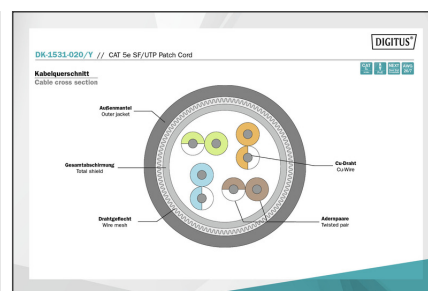 DIGITUS®
DK-1531-020/Y // CAT 5e SF/UTP Patch Cord
Kabelquerschnitt
Cable cross section
Außenmantel
Outer jacket
Gesamtabschirmung
Total shield
Cu-Draht
Cu-Wire
Drahtgeflecht
Wire mesh
Aderspaare
Twisted pair